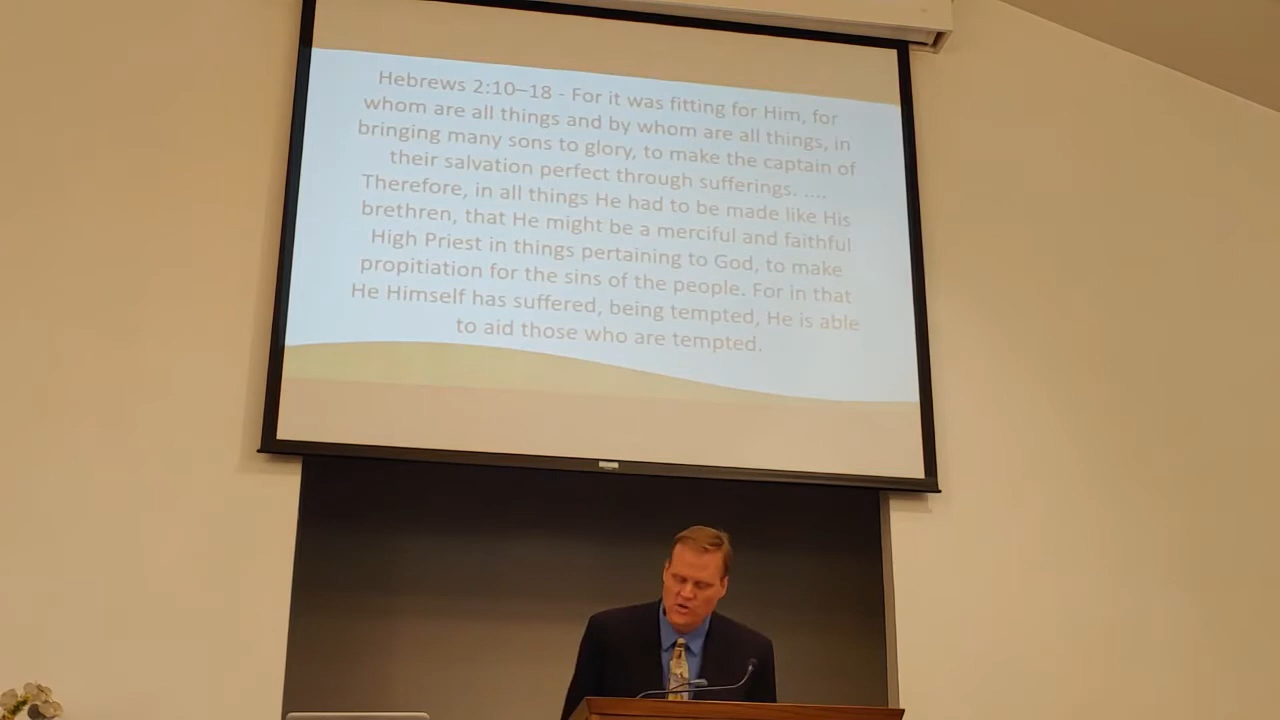 Hebrews 2:10–18 - For it was fitting for Him, for
whom are all things and by whom are all things, in
bringing many sons to glory, to make the captain of
their salvation perfect through sufferings. ....
Therefore, in all things He had to be made like His
brethren, that He might be a merciful and faithful
High Priest in things pertaining to God, to make
propitiation for the sins of the people. For in that
He Himself has suffered, being tempted, He is able
to aid those who are tempted.